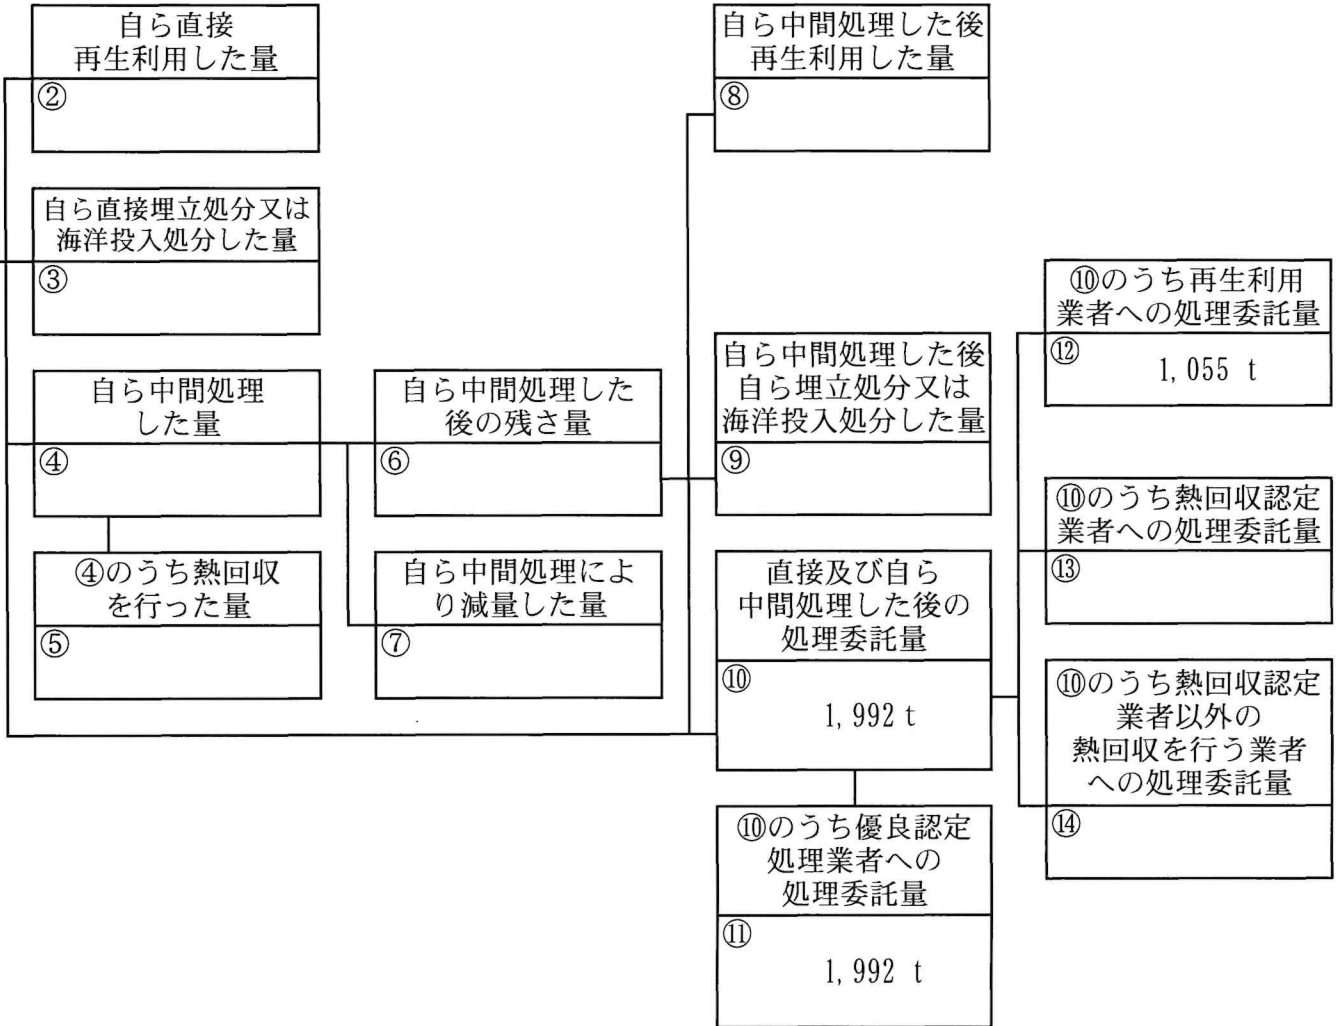 自ら直接
再生利用した量
②
自ら直接埋立処分又は
海洋投入処分した量
③
自ら中間処理
した量
④
④のうち熱回収
を行った量
⑤
自ら中間処理した
後の残さ量
⑥
自ら中間処理によ
り減量した量
⑦
自ら中間処理した後
再生利用した量
⑧
自ら中間処理した後
自ら埋立処分又は
海洋投入処分した量
⑨
直接及び自ら
中間処理した後の
処理委託量
⑩
1,992 t
⑩のうち優良認定
処理業者への
処理委託量
⑪
1,992 t
⑩のうち再生利用
業者への処理委託量
⑫
1,055 t
⑩のうち熱回収認定
業者への処理委託量
⑬
⑩のうち熱回収認定
業者以外の
熱回収を行う業者
への処理委託量
⑭